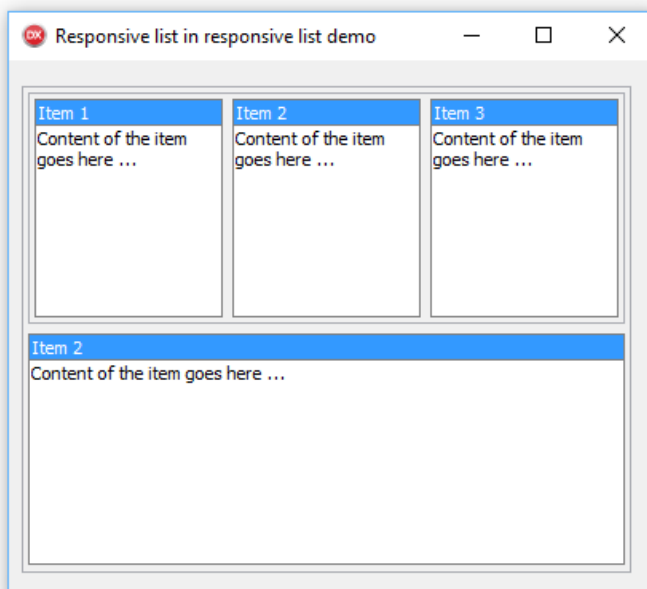 DX Responsive list in responsive list demo
Item 1
Content of the item
goes here ...
Item 2
Content of the item
goes here ...
Item 3
Content of the item
goes here ...
Item 2
Content of the item goes here ...